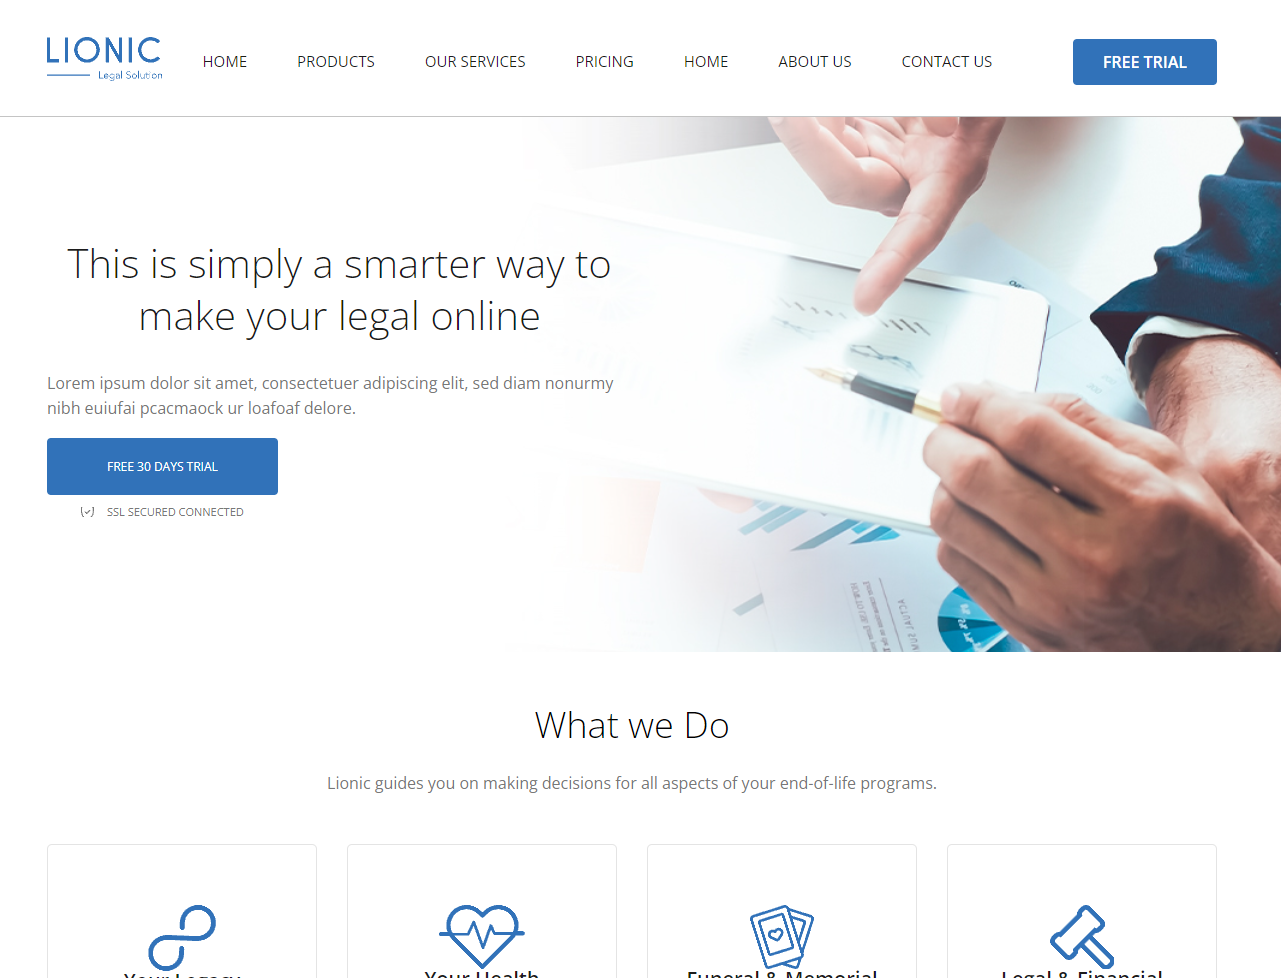 LIONIC
Legal Solution
HOME
PRODUCTS
OUR SERVICES
PRICING
HOME
ABOUT US
CONTACT US
FREE TRIAL
This is simply a smarter way to
make your legal online
Lorem ipsum dolor sit amet, consectetuer adipiscing elit, sed diam nonurmy
nibh euiufai pcacmaock ur loafoaf delore.
FREE 30 DAYS TRIAL
SSL SECURED CONNECTED
What we Do
Lionic guides you on making decisions for all aspects of your end-of-life programs.
Your Legacy
Your Health
Funeral & Memorial
Legal & Financial